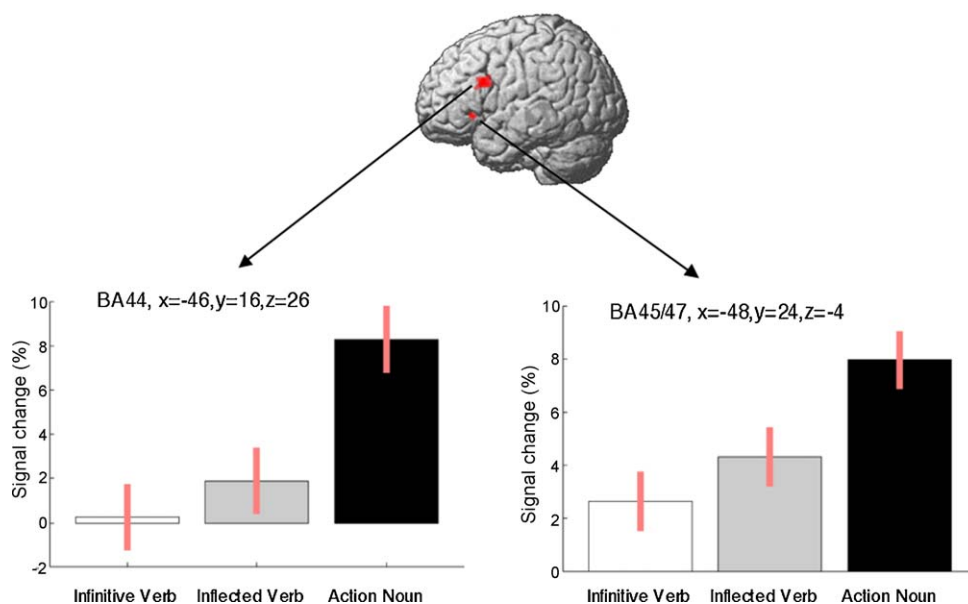 BA44, x=-46,y=16,z=26
Signal change (%)
10
8
6
4
2
0
-2
Infinitive Verb
Inflected Verb
Action Noun
BA45/47, x=-48,y=24,z=-4
Signal change (%)
10
8
6
4
2
0
Infinitive Verb
Inflected Verb
Action Noun